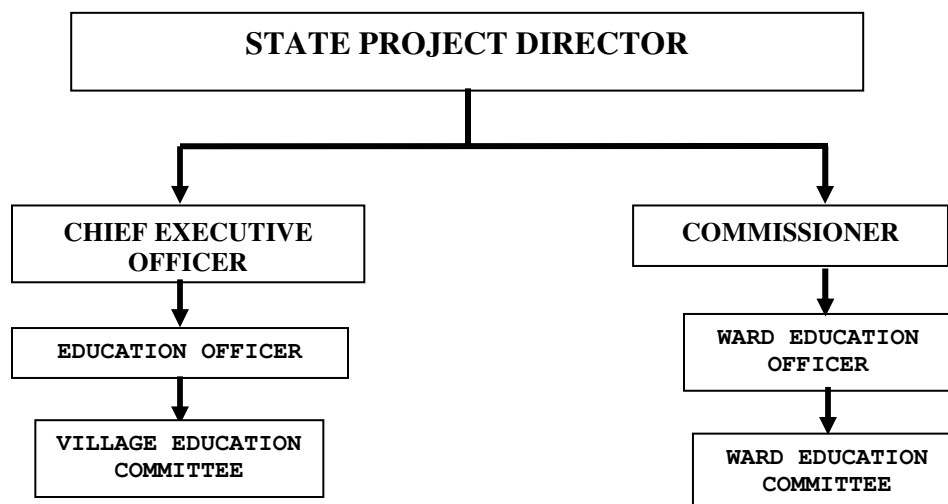 STATE PROJECT DIRECTOR
CHIEF EXECUTIVE
OFFICER
COMMISSIONER
EDUCATION OFFICER
WARD EDUCATION
OFFICER
VILLAGE EDUCATION
COMMITTEE
WARD EDUCATION
COMMITTEE